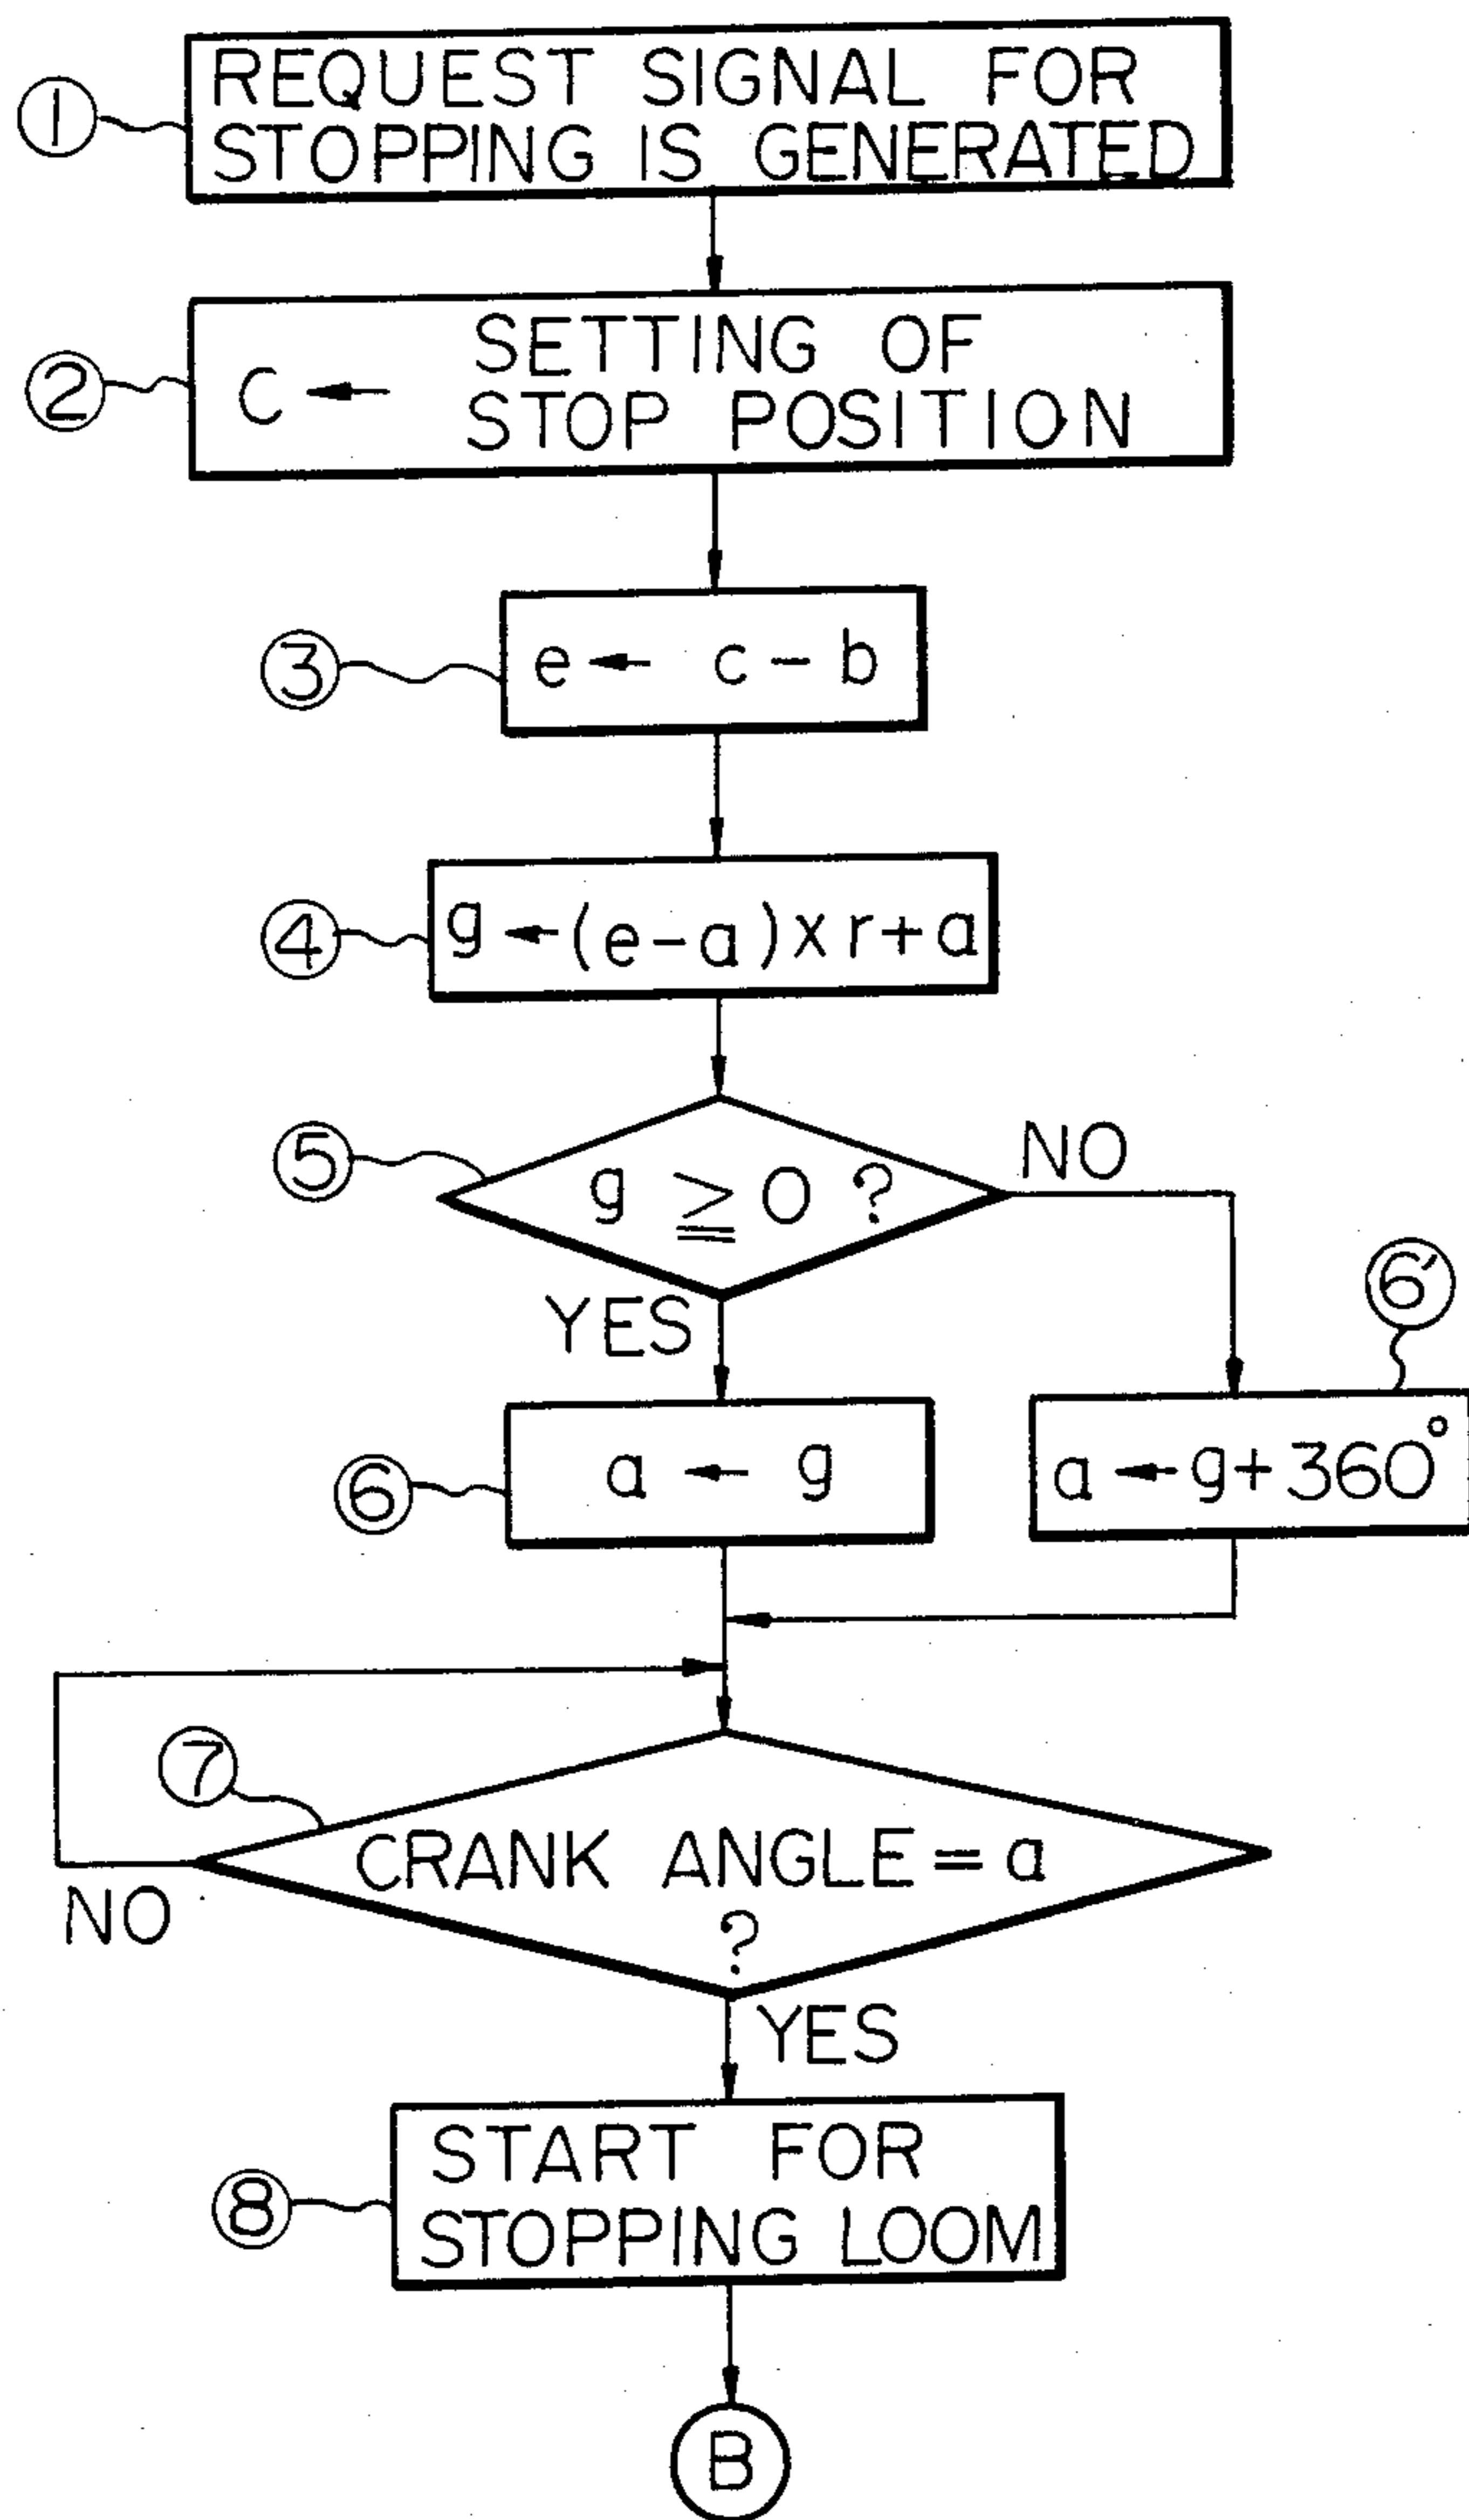 1
REQUEST SIGNAL FOR
STOPPING IS GENERATED
2
C ← SETTING OF
STOP POSITION
3
e ← c - b
4
g ← (e-a)xr+a
5
g ≧ 0 ?
NO
YES
6'
6
a ← g
a ← g+360°
7
CRANK ANGLE = a
?
NO
YES
8
START FOR
STOPPING LOOM
B